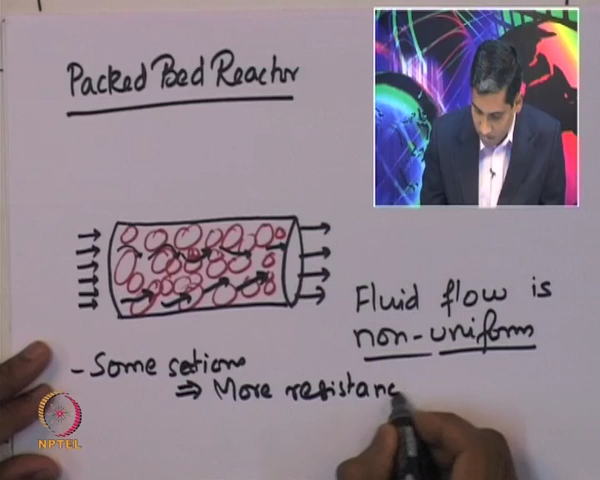 Packed Bed Reactor
Fluid flow is
non-uniform
- Some sections
⇒ More resistanc
NPTEL